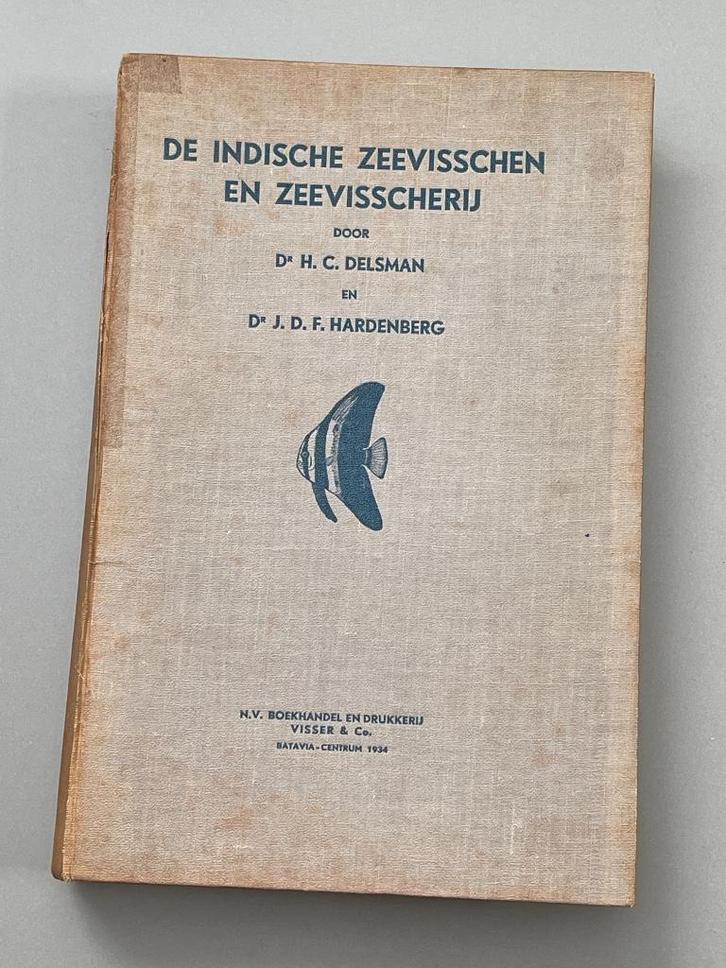 DE INDISCHE ZEEVISSCHEN
EN ZEEVISSCHERIJ
DOOR
Dᴿ H. C. DELSMAN
EN
Dᴿ J. D. F. HARDENBERG
N.V. BOEKHANDEL EN DRUKKERIJ
VISSER & Co.
BATAVIA-CENTRUM 1934